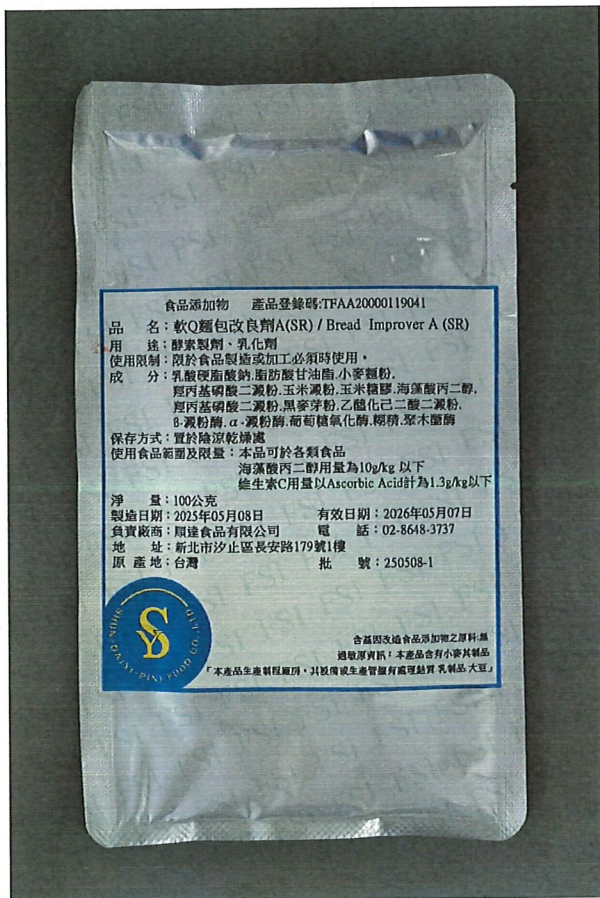 食品添加物 產品登錄碼:TFAA20000119041
品 名：軟Q麵包改良劑A(SR) / Bread Improver A (SR)
用 途：酵素製劑、乳化劑
使用限制：限於食品製造或加工必須時使用。
成 分：乳酸硬脂酸鈉.脂肪酸甘油酯.小麥麵粉.
羥丙基磷酸二澱粉.玉米澱粉.玉米糖膠.海藻酸丙二醇.
羥丙基磷酸二澱粉.黑麥芽粉.乙醯化己二酸二澱粉.
β-澱粉酶.α-澱粉酶.葡萄糖氧化酶.糊精.聚木醣酶
保存方式：置於陰涼乾燥處
使用食品範圍及限量：本品可於各類食品
海藻酸丙二醇用量為10g/kg 以下
維生素C用量以Ascorbic Acid計為1.3g/kg以下
淨 量：100公克
製造日期：2025年05月08日 有效日期：2026年05月07日
負責廠商：順達食品有限公司 電 話：02-8648-3737
地 址：新北市汐止區長安路179號1樓
原 產 地：台灣 批 號：250508-1
SHUN-DA(YI-PIN) FOOD CO.,LTD
含基因改造食品添加物之原料:無
過敏原資訊：本產品含有小麥其製品
「本產品生產製程廠房，其設備或生產管線有處理麩質.乳製品.大豆」